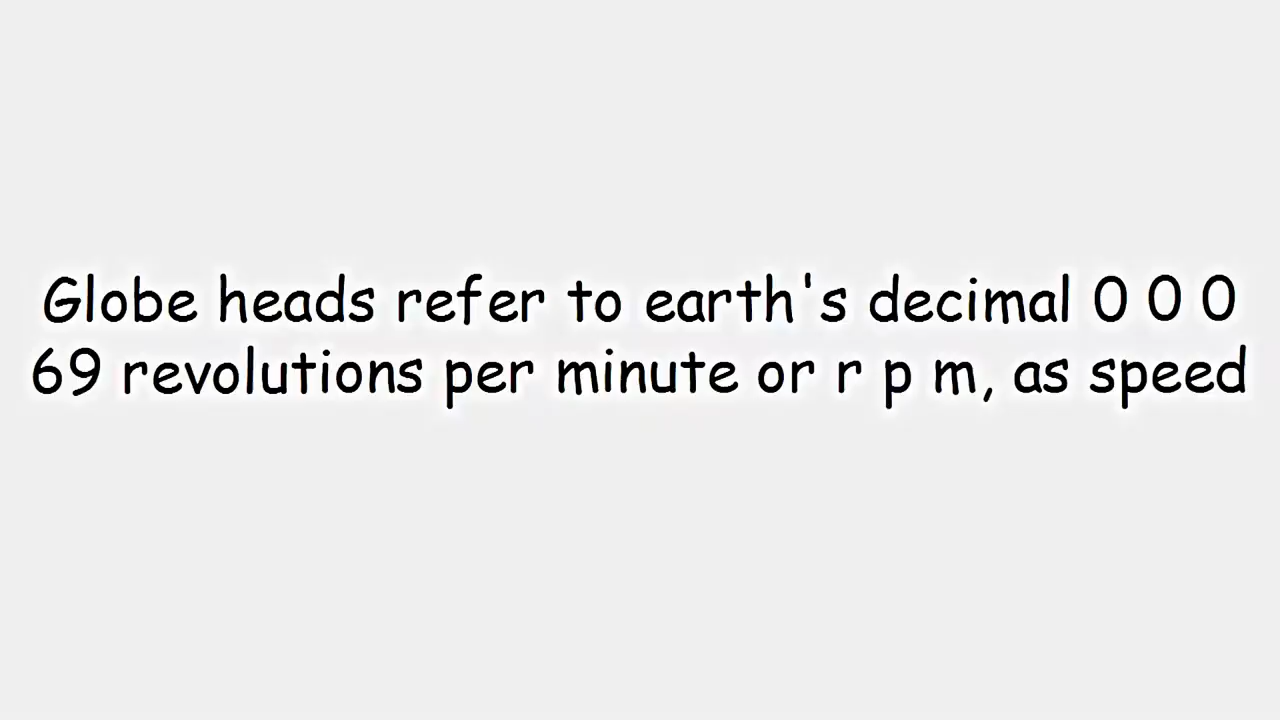 Globe heads refer to earth's decimal 0 0 0
69 revolutions per minute or r p m, as speed